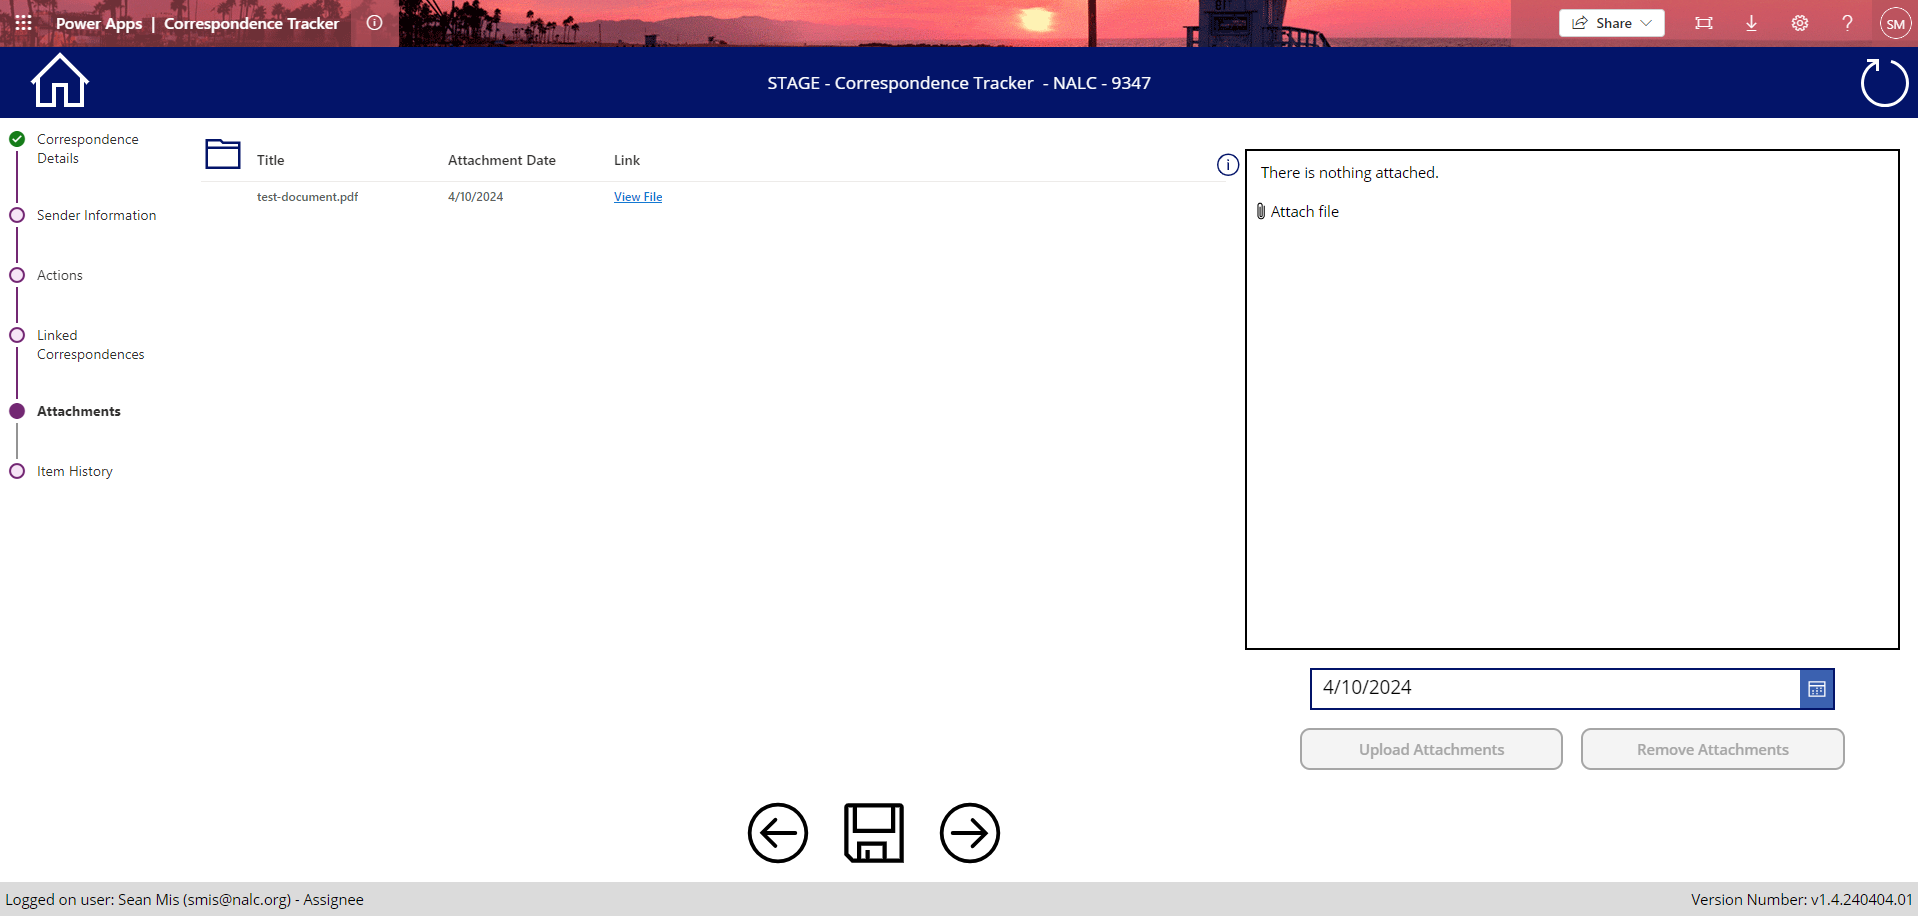 Power Apps | Correspondence Tracker
Share
SM
STAGE - Correspondence Tracker - NALC - 9347
Correspondence
Details
Sender Information
Actions
Linked
Correspondences
Attachments
Item History
Title Attachment Date Link
test-document.pdf 4/10/2024 View File
There is nothing attached.
Attach file
4/10/2024
Upload Attachments Remove Attachments
Logged on user: Sean Mis (smis@nalc.org) - Assignee
Version Number: v1.4.240404.01